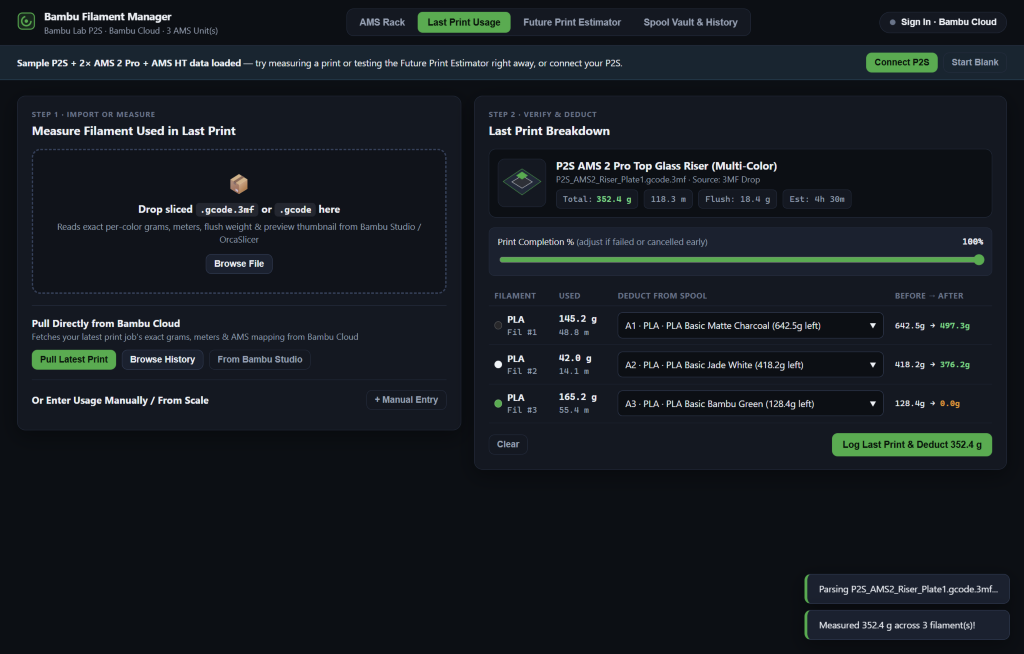 Bambu Filament Manager
Bambu Lab P2S · Bambu Cloud · 3 AMS Unit(s)
AMS Rack
Last Print Usage
Future Print Estimator
Spool Vault & History
Sign In · Bambu Cloud
Sample P2S + 2× AMS 2 Pro + AMS HT data loaded — try measuring a print or testing the Future Print Estimator right away, or connect your P2S.
Connect P2S
Start Blank
STEP 1 · IMPORT OR MEASURE
Measure Filament Used in Last Print
Drop sliced .gcode.3mf or .gcode here
Reads exact per-color grams, meters, flush weight & preview thumbnail from Bambu Studio /
OrcaSlicer
Browse File
Pull Directly from Bambu Cloud
Fetches your latest print job's exact grams, meters & AMS mapping from Bambu Cloud
Pull Latest Print
Browse History
From Bambu Studio
Or Enter Usage Manually / From Scale
+ Manual Entry
STEP 2 · VERIFY & DEDUCT
Last Print Breakdown
P2S AMS 2 Pro Top Glass Riser (Multi-Color)
P2S_AMS2_Riser_Plate1.gcode.3mf · Source: 3MF Drop
Total: 352.4 g
118.3 m
Flush: 18.4 g
Est: 4h 30m
Print Completion % (adjust if failed or cancelled early)
100%
FILAMENT USED DEDUCT FROM SPOOL BEFORE → AFTER
PLA
Fil #1
145.2 g
48.8 m
A1 · PLA · PLA Basic Matte Charcoal (642.5g left)
642.5g → 497.3g
PLA
Fil #2
42.0 g
14.1 m
A2 · PLA · PLA Basic Jade White (418.2g left)
418.2g → 376.2g
PLA
Fil #3
165.2 g
55.4 m
A3 · PLA · PLA Basic Bambu Green (128.4g left)
128.4g → 0.0g
Clear
Log Last Print & Deduct 352.4 g
Parsing P2S_AMS2_Riser_Plate1.gcode.3mf...
Measured 352.4 g across 3 filament(s)!